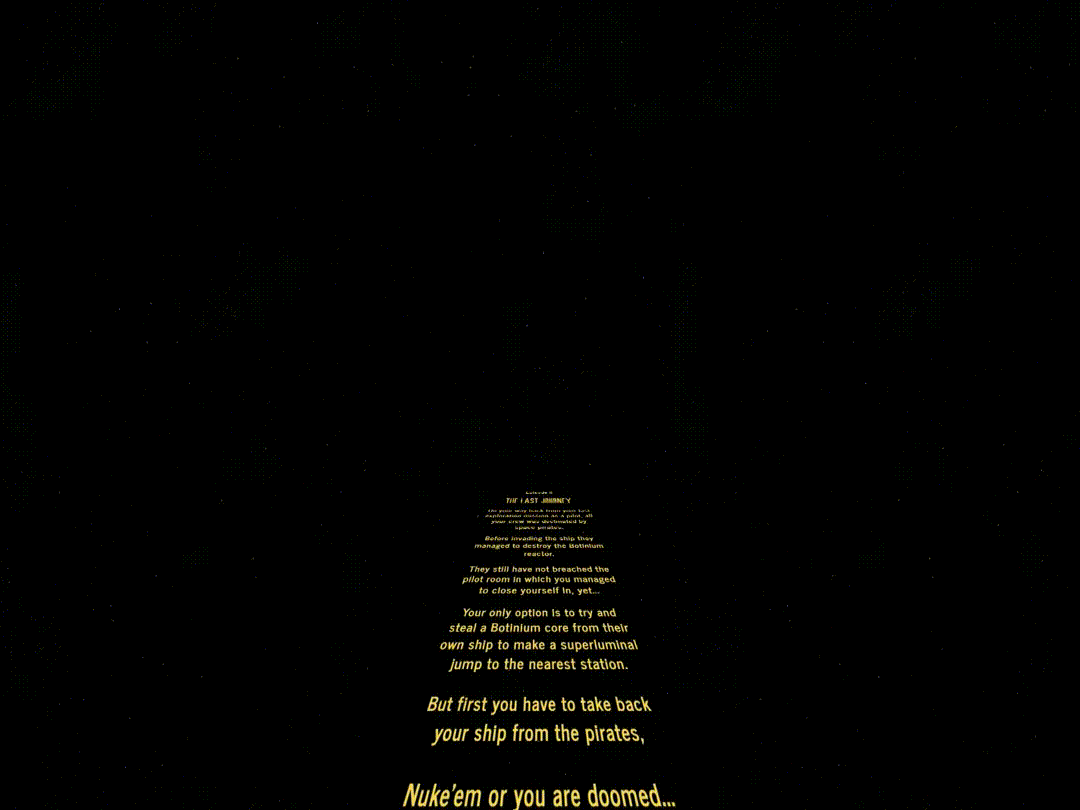 THE LAST JOURNEY
On your way back from your last
exploration mission as a pilot, all
your crew was decimated by
space pirates.
Before invading the ship they
managed to destroy the Botinium
reactor.
They still have not breached the
pilot room in which you managed
to close yourself in, yet...
Your only option is to try and
steal a Botinium core from their
own ship to make a superluminal
jump to the nearest station.
But first you have to take back
your ship from the pirates,
Nuke'em or you are doomed...